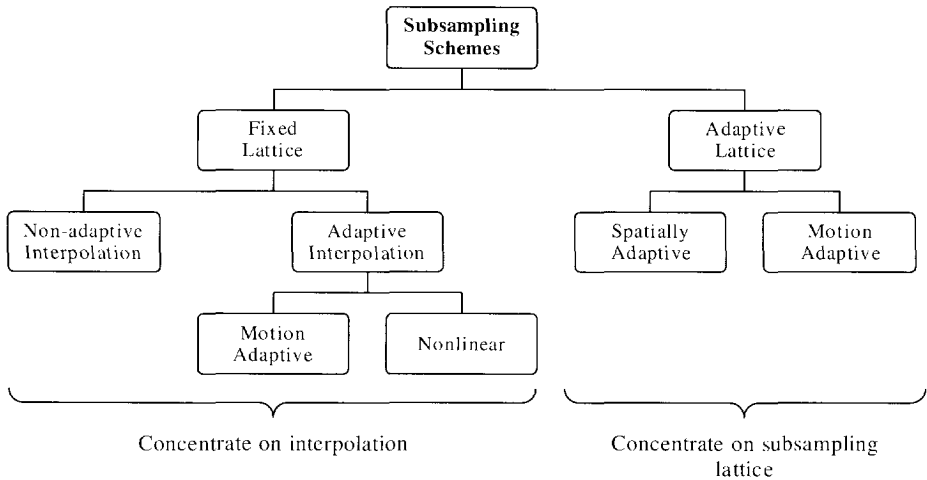 Subsampling
Schemes
Fixed
Lattice
Adaptive
Lattice
Non-adaptive
Interpolation
Adaptive
Interpolation
Spatially
Adaptive
Motion
Adaptive
Motion
Adaptive
Nonlinear
Concentrate on interpolation
Concentrate on subsampling
lattice